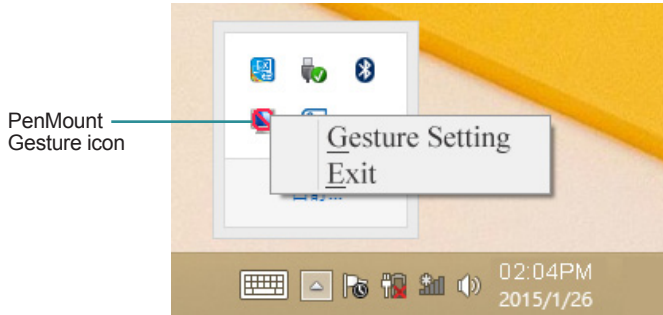 PenMount
Gesture icon
Gesture Setting
Exit
02:04PM
2015/1/26